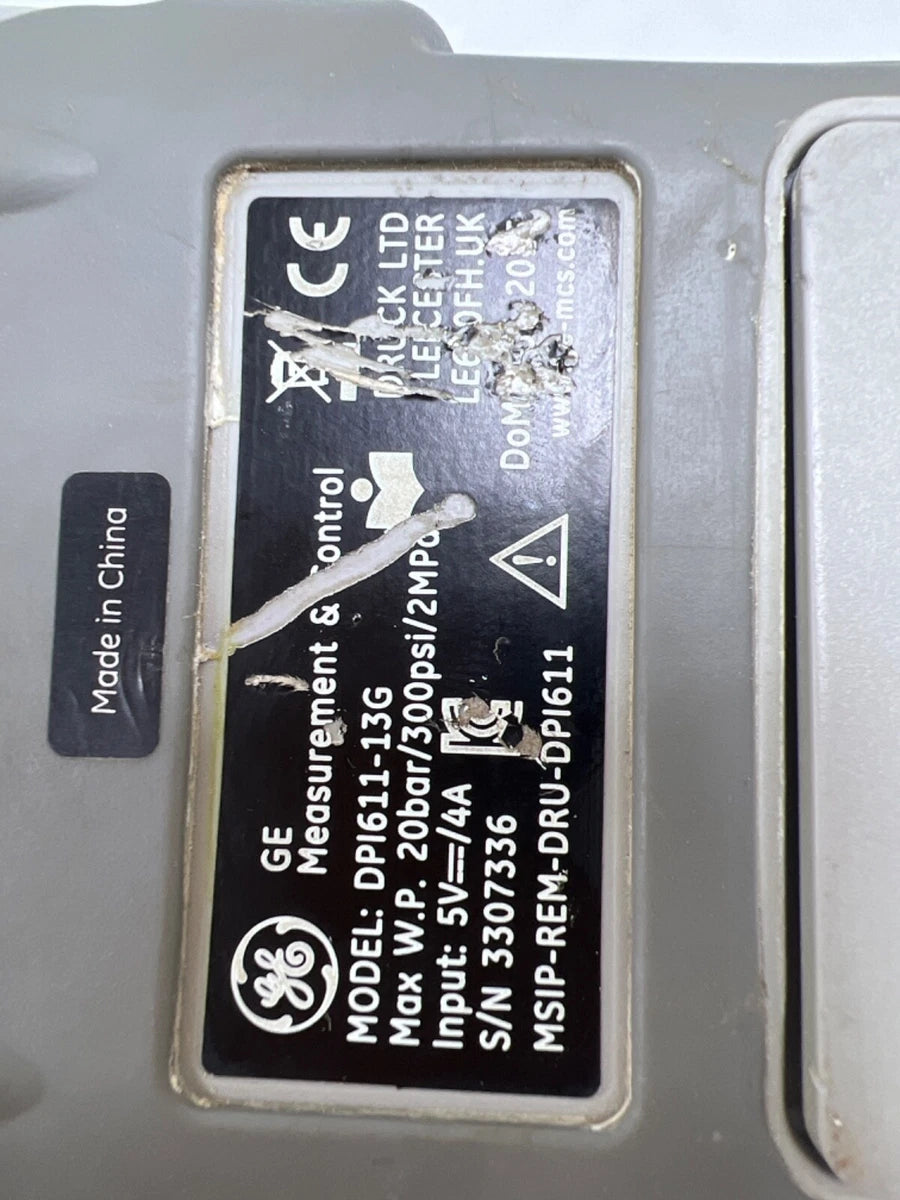 GE
Measurement & Control
MODEL: DPI611-13G
Max W.P. 20bar/300psi/2MPa
Input: 5V⎓/4A
S/N 3307336
MSIP-REM-DRU-DPI611
CE
DRUCK LTD
LEICESTER
LE6 0FH.UK
DoM
www.
-mcs.com
Made in China